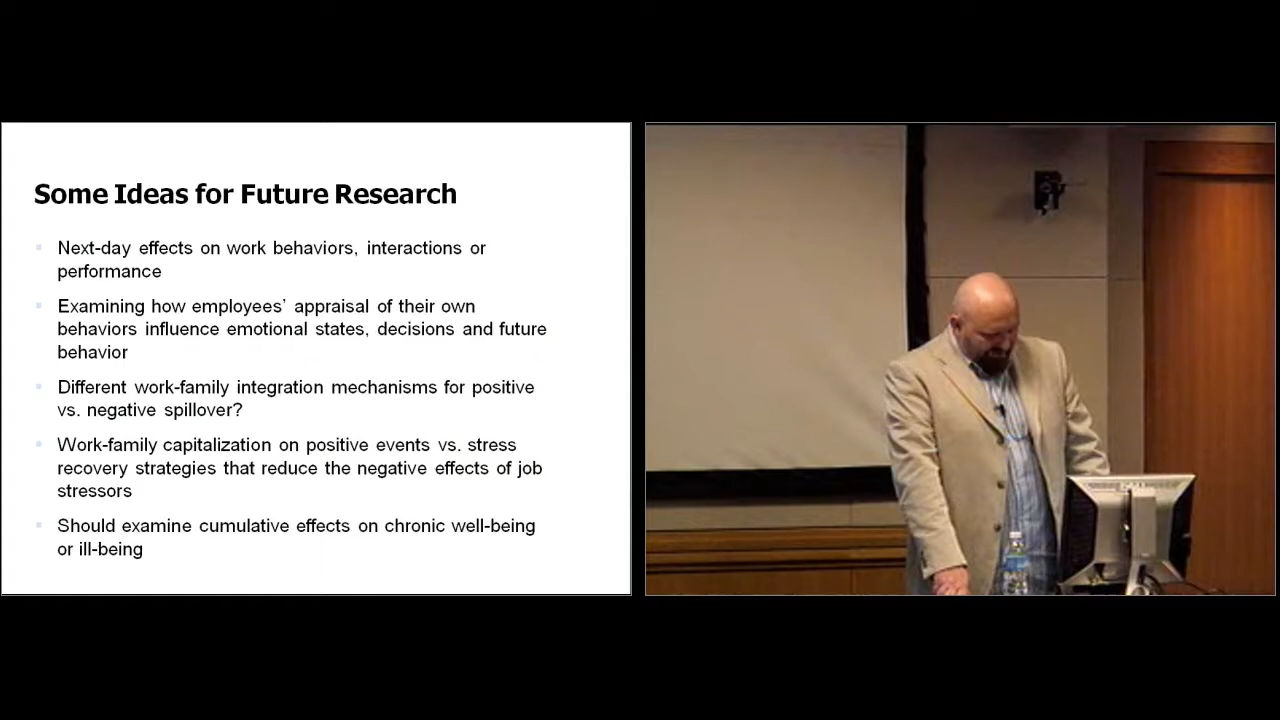 Some Ideas for Future Research
Next-day effects on work behaviors, interactions or
performance
Examining how employees’ appraisal of their own
behaviors influence emotional states, decisions and future
behavior
Different work-family integration mechanisms for positive
vs. negative spillover?
Work-family capitalization on positive events vs. stress
recovery strategies that reduce the negative effects of job
stressors
Should examine cumulative effects on chronic well-being
or ill-being